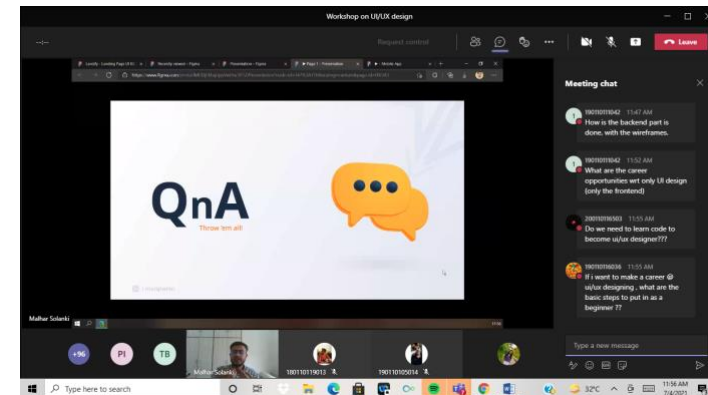 Workshop on UI/UX design
Request control
Leave
QnA
Throw 'em all!
Malhar Solanki
+96
PI
TB
Malhar Solanki
180110119013
190110105014
Meeting chat
190110111042 11:47 AM
How is the backend part is
done, with the wireframes.
190110111042 11:52 AM
What are the career
opportunities wrt only UI design
(only the frontend)
200110116503 11:55 AM
Do we need to learn code to
become ui/ux designer???
190110116036 11:55 AM
If i want to make a career @
ui/ux designing , what are the
basic steps to put in as a
beginner ??
Type a new message
Type here to search
32°C
11:56 AM
7/4/2021